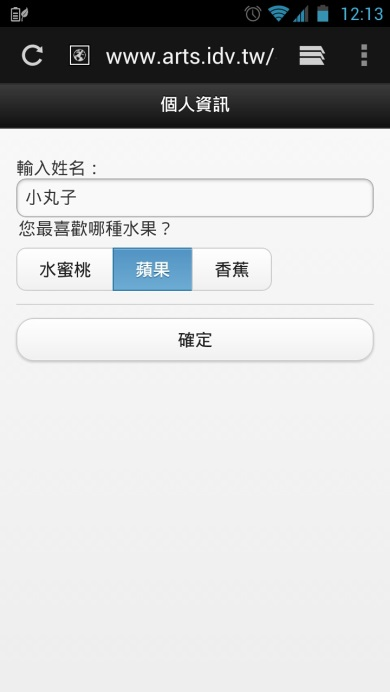 12:13
www.arts.idv.tw/
個人資訊
輸入姓名：
小丸子
您最喜歡哪種水果？
水蜜桃 蘋果 香蕉
確定